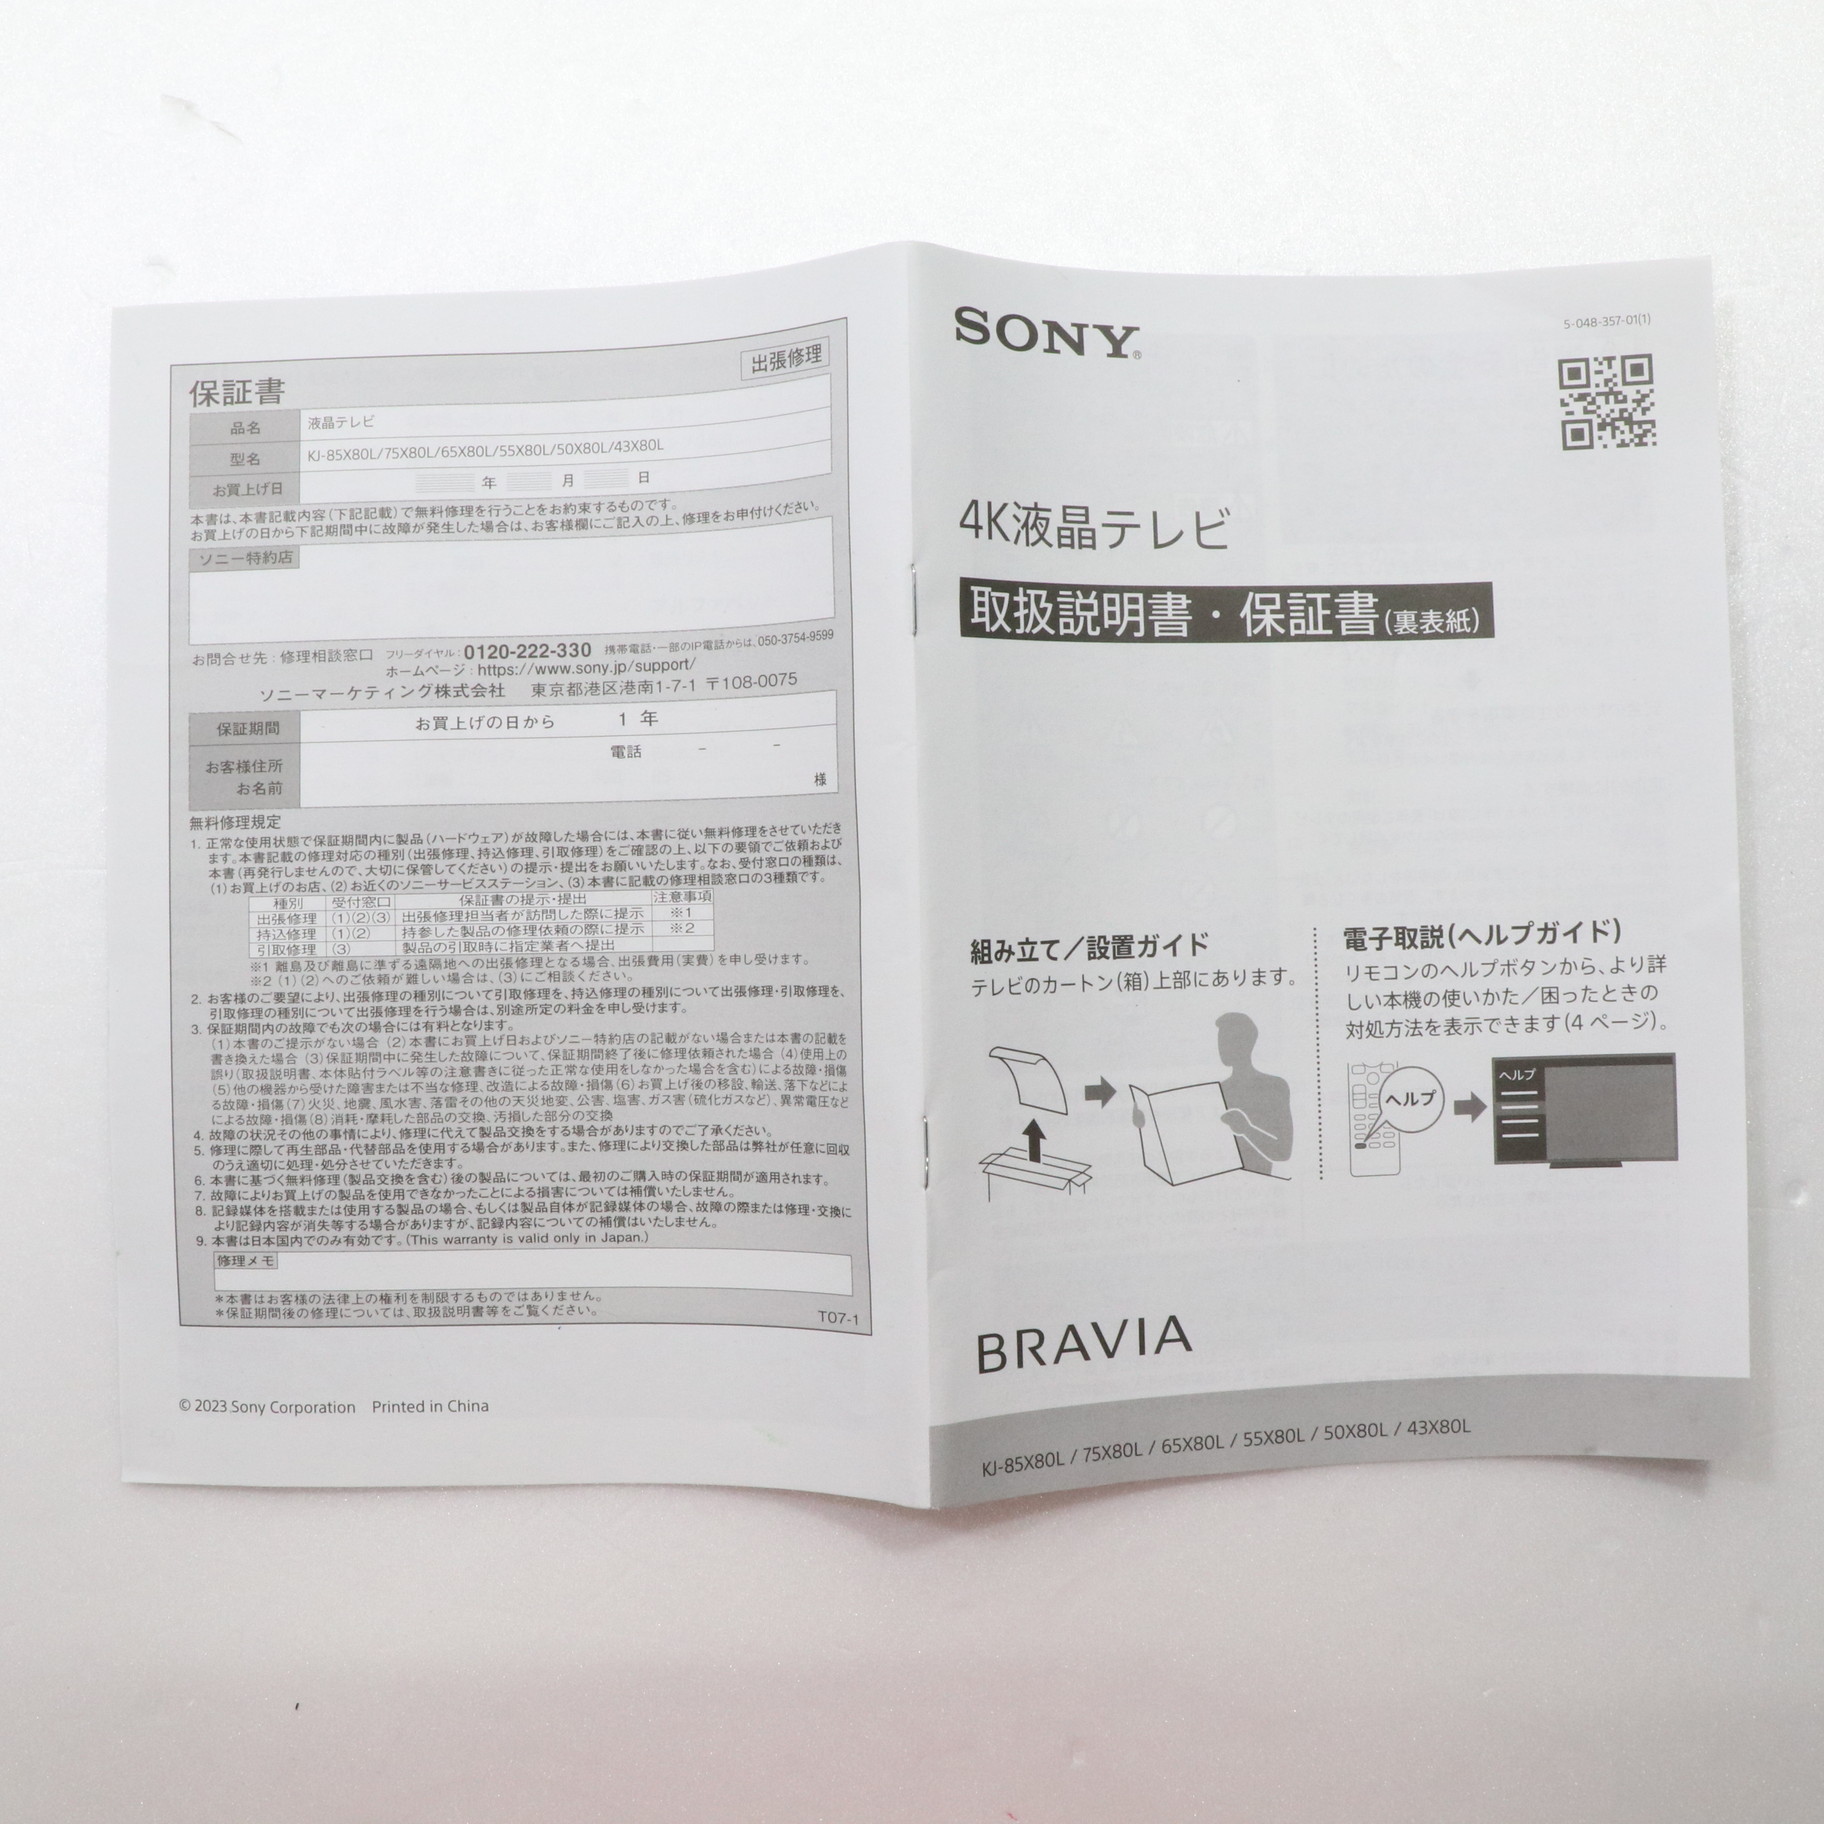 保証書
出張修理
品名 液晶テレビ
型名 KJ-85X80L/75X80L/65X80L/55X80L/50X80L/43X80L
お買上げ日 年 月 日
本書は、本書記載内容(下記記載)で無料修理を行うことをお約束するものです。
お買上げの日から下記期間中に故障が発生した場合は、お客様欄にご記入の上、修理をお申付けください。
ソニー特約店
お問合せ先:修理相談窓口 フリーダイヤル:0120-222-330 携帯電話・一部のIP電話からは、050-3754-9599
ホームページ:https://www.sony.jp/support/
ソニーマーケティング株式会社 東京都港区港南1-7-1 〒108-0075
保証期間 お買上げの日から 1 年
お客様住所 電話 - -
お名前 様
無料修理規定
1. 正常な使用状態で保証期間内に製品(ハードウェア)が故障した場合には、本書に従い無料修理をさせていただき
ます。本書記載の修理対応の種別(出張修理、持込修理、引取修理)をご確認の上、以下の要領でご依頼および
本書(再発行しませんので、大切に保管してください)の提示・提出をお願いいたします。なお、受付窓口の種類は、
(1)お買上げのお店、(2)お近くのソニーサービスステーション、(3)本書に記載の修理相談窓口の3種類です。
種別 受付窓口 保証書の提示・提出 注意事項
出張修理 (1)(2)(3) 出張修理担当者が訪問した際に提示 ※1
持込修理 (1)(2) 持参した製品の修理依頼の際に提示 ※2
引取修理 (3) 製品の引取時に指定業者へ提出
※1 離島及び離島に準ずる遠隔地への出張修理となる場合、出張費用(実費)を申し受けます。
※2 (1)(2)へのご依頼が難しい場合は、(3)にご相談ください。
2. お客様のご要望により、出張修理の種別について引取修理を、持込修理の種別について出張修理・引取修理を、
引取修理の種別について出張修理を行う場合は、別途所定の料金を申し受けます。
3. 保証期間内の故障でも次の場合には有料となります。
(1)本書のご提示がない場合 (2)本書にお買上げ日およびソニー特約店の記載がない場合または本書の記載を
書き換えた場合 (3)保証期間中に発生した故障について、保証期間終了後に修理依頼された場合 (4)使用上の
誤り(取扱説明書、本体貼付ラベル等の注意書きに従った正常な使用をしなかった場合を含む)による故障・損傷
(5)他の機器から受けた障害または不当な修理、改造による故障・損傷(6)お買上げ後の移設、輸送、落下などによ
る故障・損傷(7)火災、地震、風水害、落雷その他の天災地変、公害、塩害、ガス害(硫化ガスなど)、異常電圧など
による故障・損傷(8)消耗・摩耗した部品の交換、汚損した部分の交換
4. 故障の状況その他の事情により、修理に代えて製品交換をする場合がありますのでご了承ください。
5. 修理に際して再生部品・代替部品を使用する場合があります。また、修理により交換した部品は弊社が任意に回収
のうえ適切に処理・処分させていただきます。
6. 本書に基づく無料修理(製品交換を含む)後の製品については、最初のご購入時の保証期間が適用されます。
7. 故障によりお買上げの製品を使用できなかったことによる損害については補償いたしません。
8. 記録媒体を搭載または使用する製品の場合、もしくは製品自体が記録媒体の場合、故障の際または修理・交換に
より記録内容が消失等する場合がありますが、記録内容についての補償はいたしません。
9. 本書は日本国内でのみ有効です。(This warranty is valid only in Japan.)
修理メモ
＊本書はお客様の法律上の権利を制限するものではありません。
＊保証期間後の修理については、取扱説明書等をご覧ください。
T07-1
© 2023 Sony Corporation Printed in China
SONY®
5-048-357-01(1)
4K液晶テレビ
取扱説明書・保証書(裏表紙)
組み立て／設置ガイド
テレビのカートン(箱)上部にあります。
電子取説(ヘルプガイド)
リモコンのヘルプボタンから、より詳
しい本機の使いかた／困ったときの
対処方法を表示できます(4 ページ)。
ヘルプ
ヘルプ
BRAVIA
KJ-85X80L / 75X80L / 65X80L / 55X80L / 50X80L / 43X80L